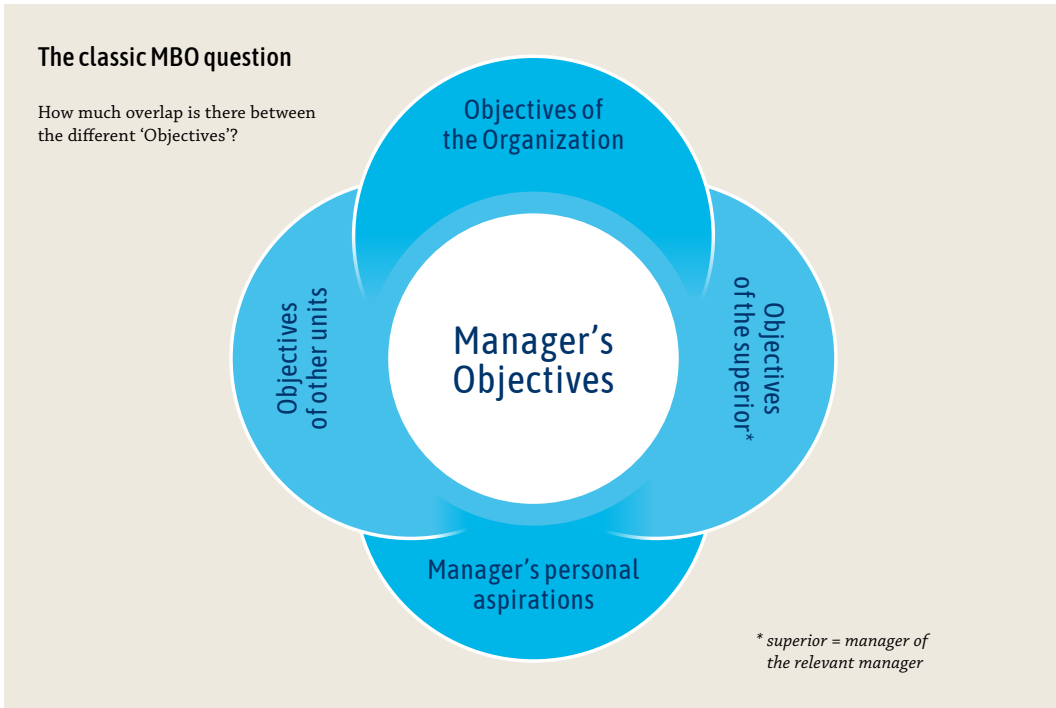 The classic MBO question
How much overlap is there between
the different ‘Objectives’?
Objectives of
the Organization
Objectives
of other units
Manager’s
Objectives
Objectives
of the superior*
Manager’s personal
aspirations
* superior = manager of
the relevant manager